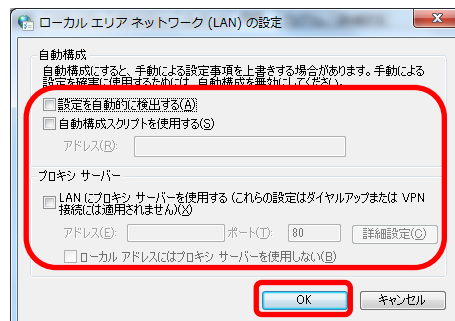 ローカル エリア ネットワーク (LAN) の設定
自動構成
自動構成にすると、手動による設定事項を上書きする場合があります。手動による
設定を確実に使用するためには、自動構成を無効にしてください。
設定を自動的に検出する(A)
自動構成スクリプトを使用する(S)
アドレス(R):
プロキシ サーバー
LAN にプロキシ サーバーを使用する (これらの設定はダイヤルアップまたは VPN
接続には適用されません)(X)
アドレス(E): ポート(T): 80 詳細設定(C)
ローカル アドレスにはプロキシ サーバーを使用しない(B)
OK キャンセル